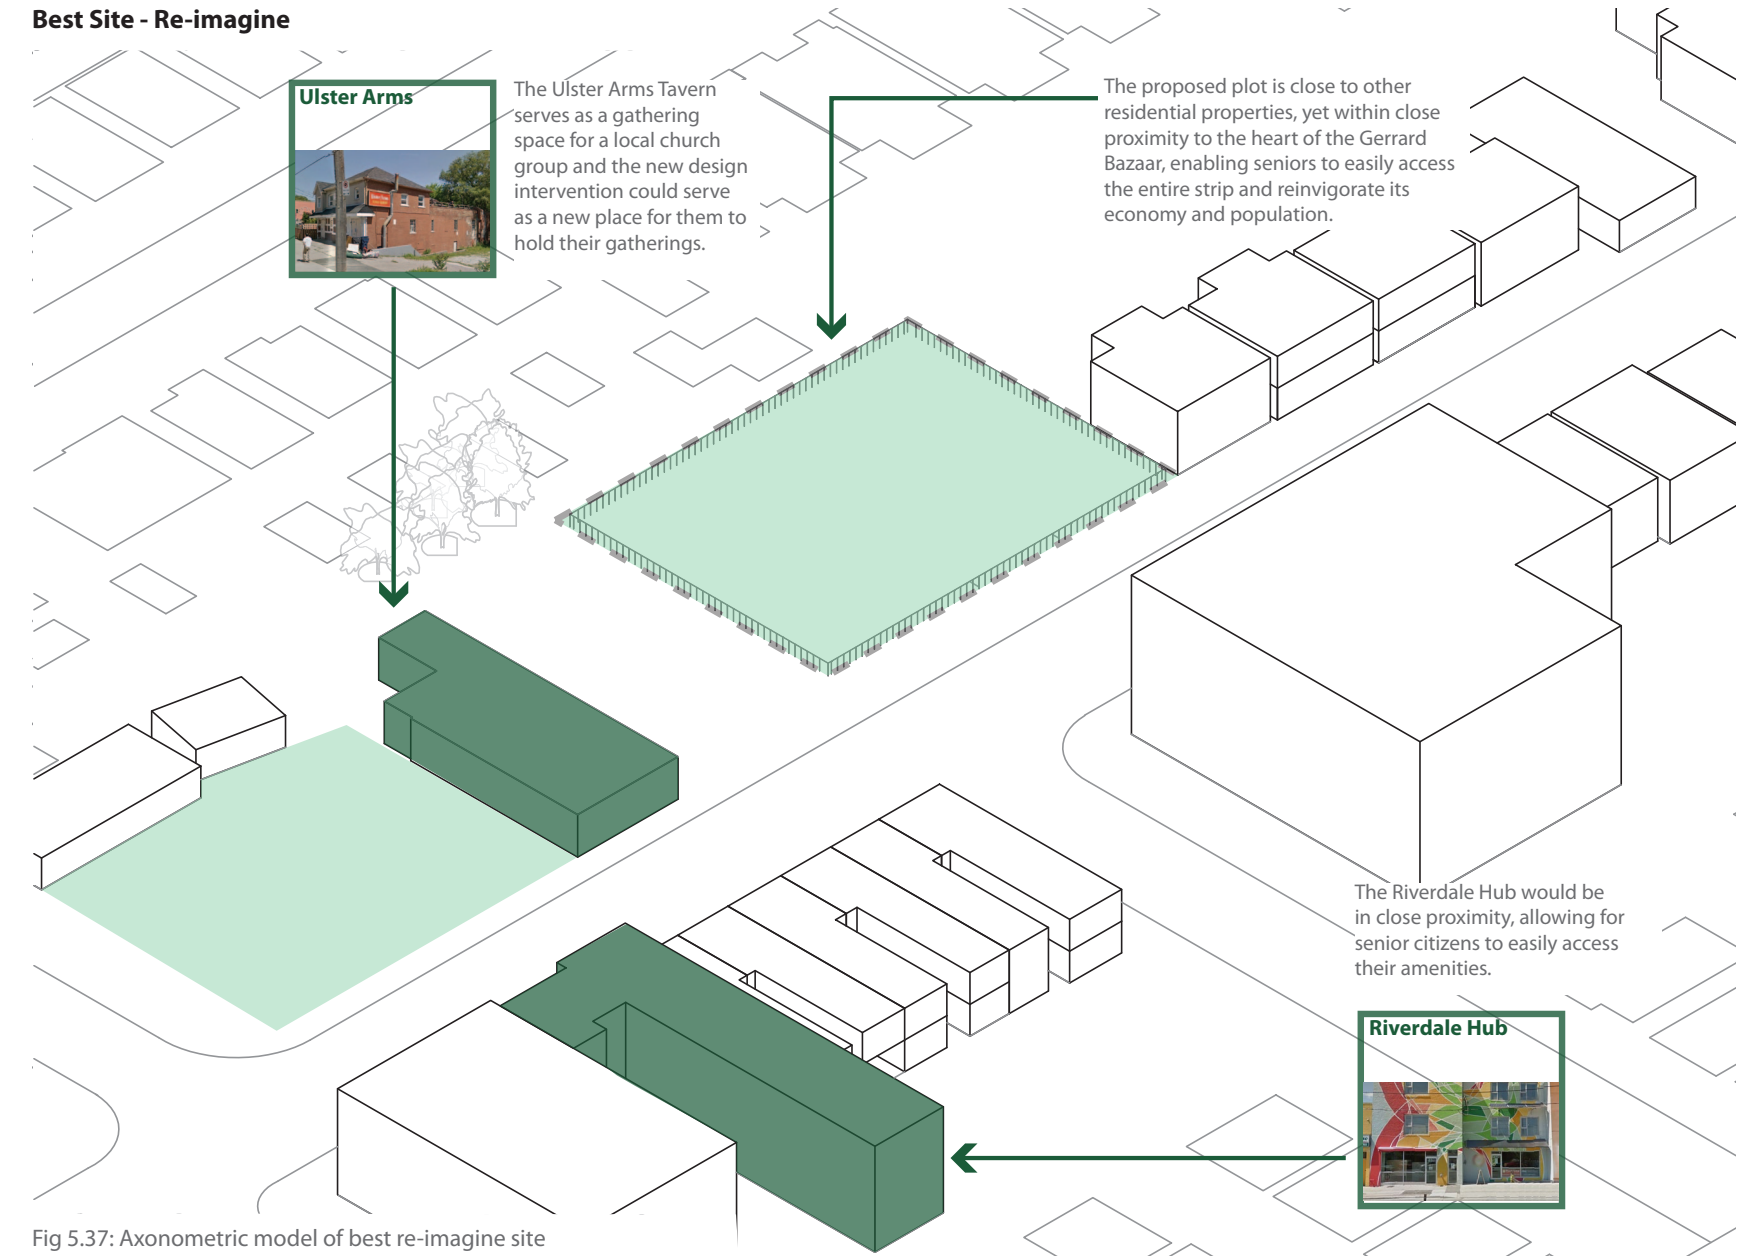 Best Site - Re-imagine
Ulster Arms
The Ulster Arms Tavern
serves as a gathering
space for a local church
group and the new design
intervention could serve
as a new place for them to
hold their gatherings.
The proposed plot is close to other
residential properties, yet within close
proximity to the heart of the Gerrard
Bazaar, enabling seniors to easily access
the entire strip and reinvigorate its
economy and population.
The Riverdale Hub would be
in close proximity, allowing for
senior citizens to easily access
their amenities.
Riverdale Hub
Fig 5.37: Axonometric model of best re-imagine site